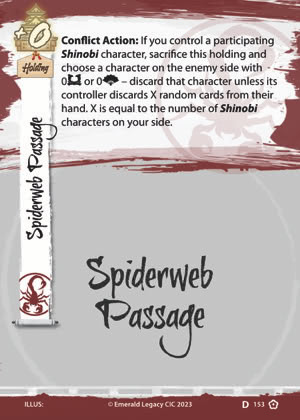 +0
Holding
Conflict Action: If you control a participating
Shinobi character, sacrifice this holding and
choose a character on the enemy side with
0 or 0 – discard that character unless its
controller discards X random cards from their
hand. X is equal to the number of Shinobi
characters on your side.
Spiderweb Passage
Spiderweb
Passage
ILLUS: © Emerald Legacy CIC 2023 D 153